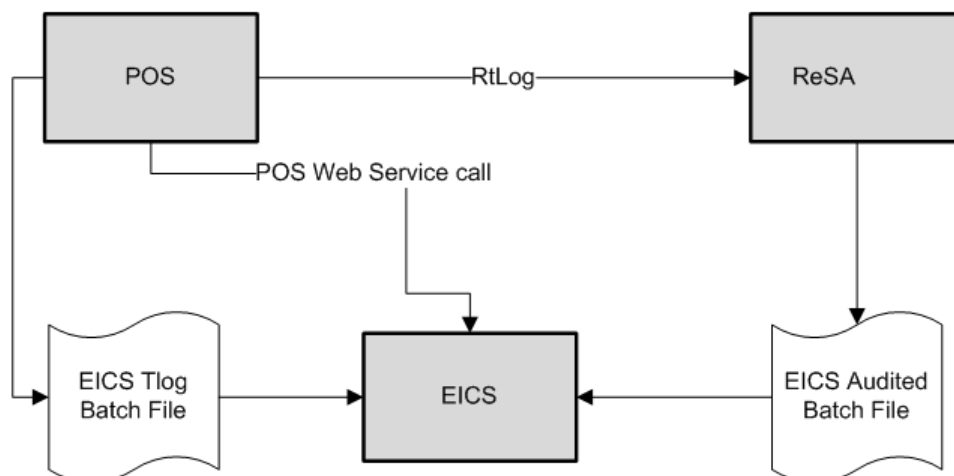 POS
RtLog
ReSA
POS Web Service call
EICS Tlog
Batch File
EICS
EICS Audited
Batch File